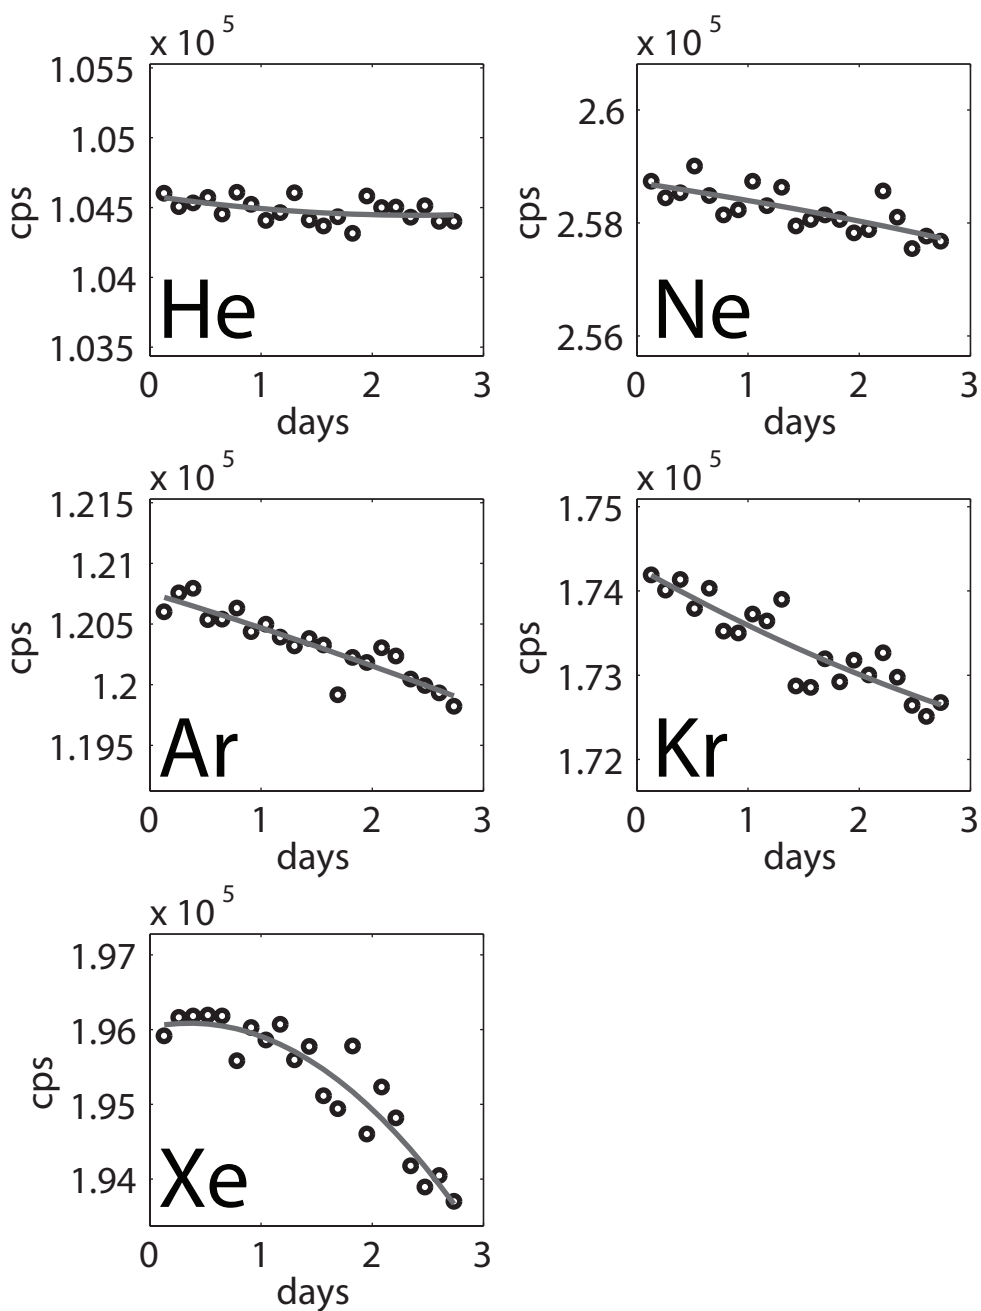 x 10 5
1.055
1.05
1.045
1.04
1.035
cps
He
0 1 2 3
days
x 10 5
2.6
2.58
2.56
cps
Ne
0 1 2 3
days
x 10 5
1.215
1.21
1.205
1.2
1.195
cps
Ar
0 1 2 3
days
x 10 5
1.75
1.74
1.73
1.72
cps
Kr
0 1 2 3
days
x 10 5
1.97
1.96
1.95
1.94
cps
Xe
0 1 2 3
days